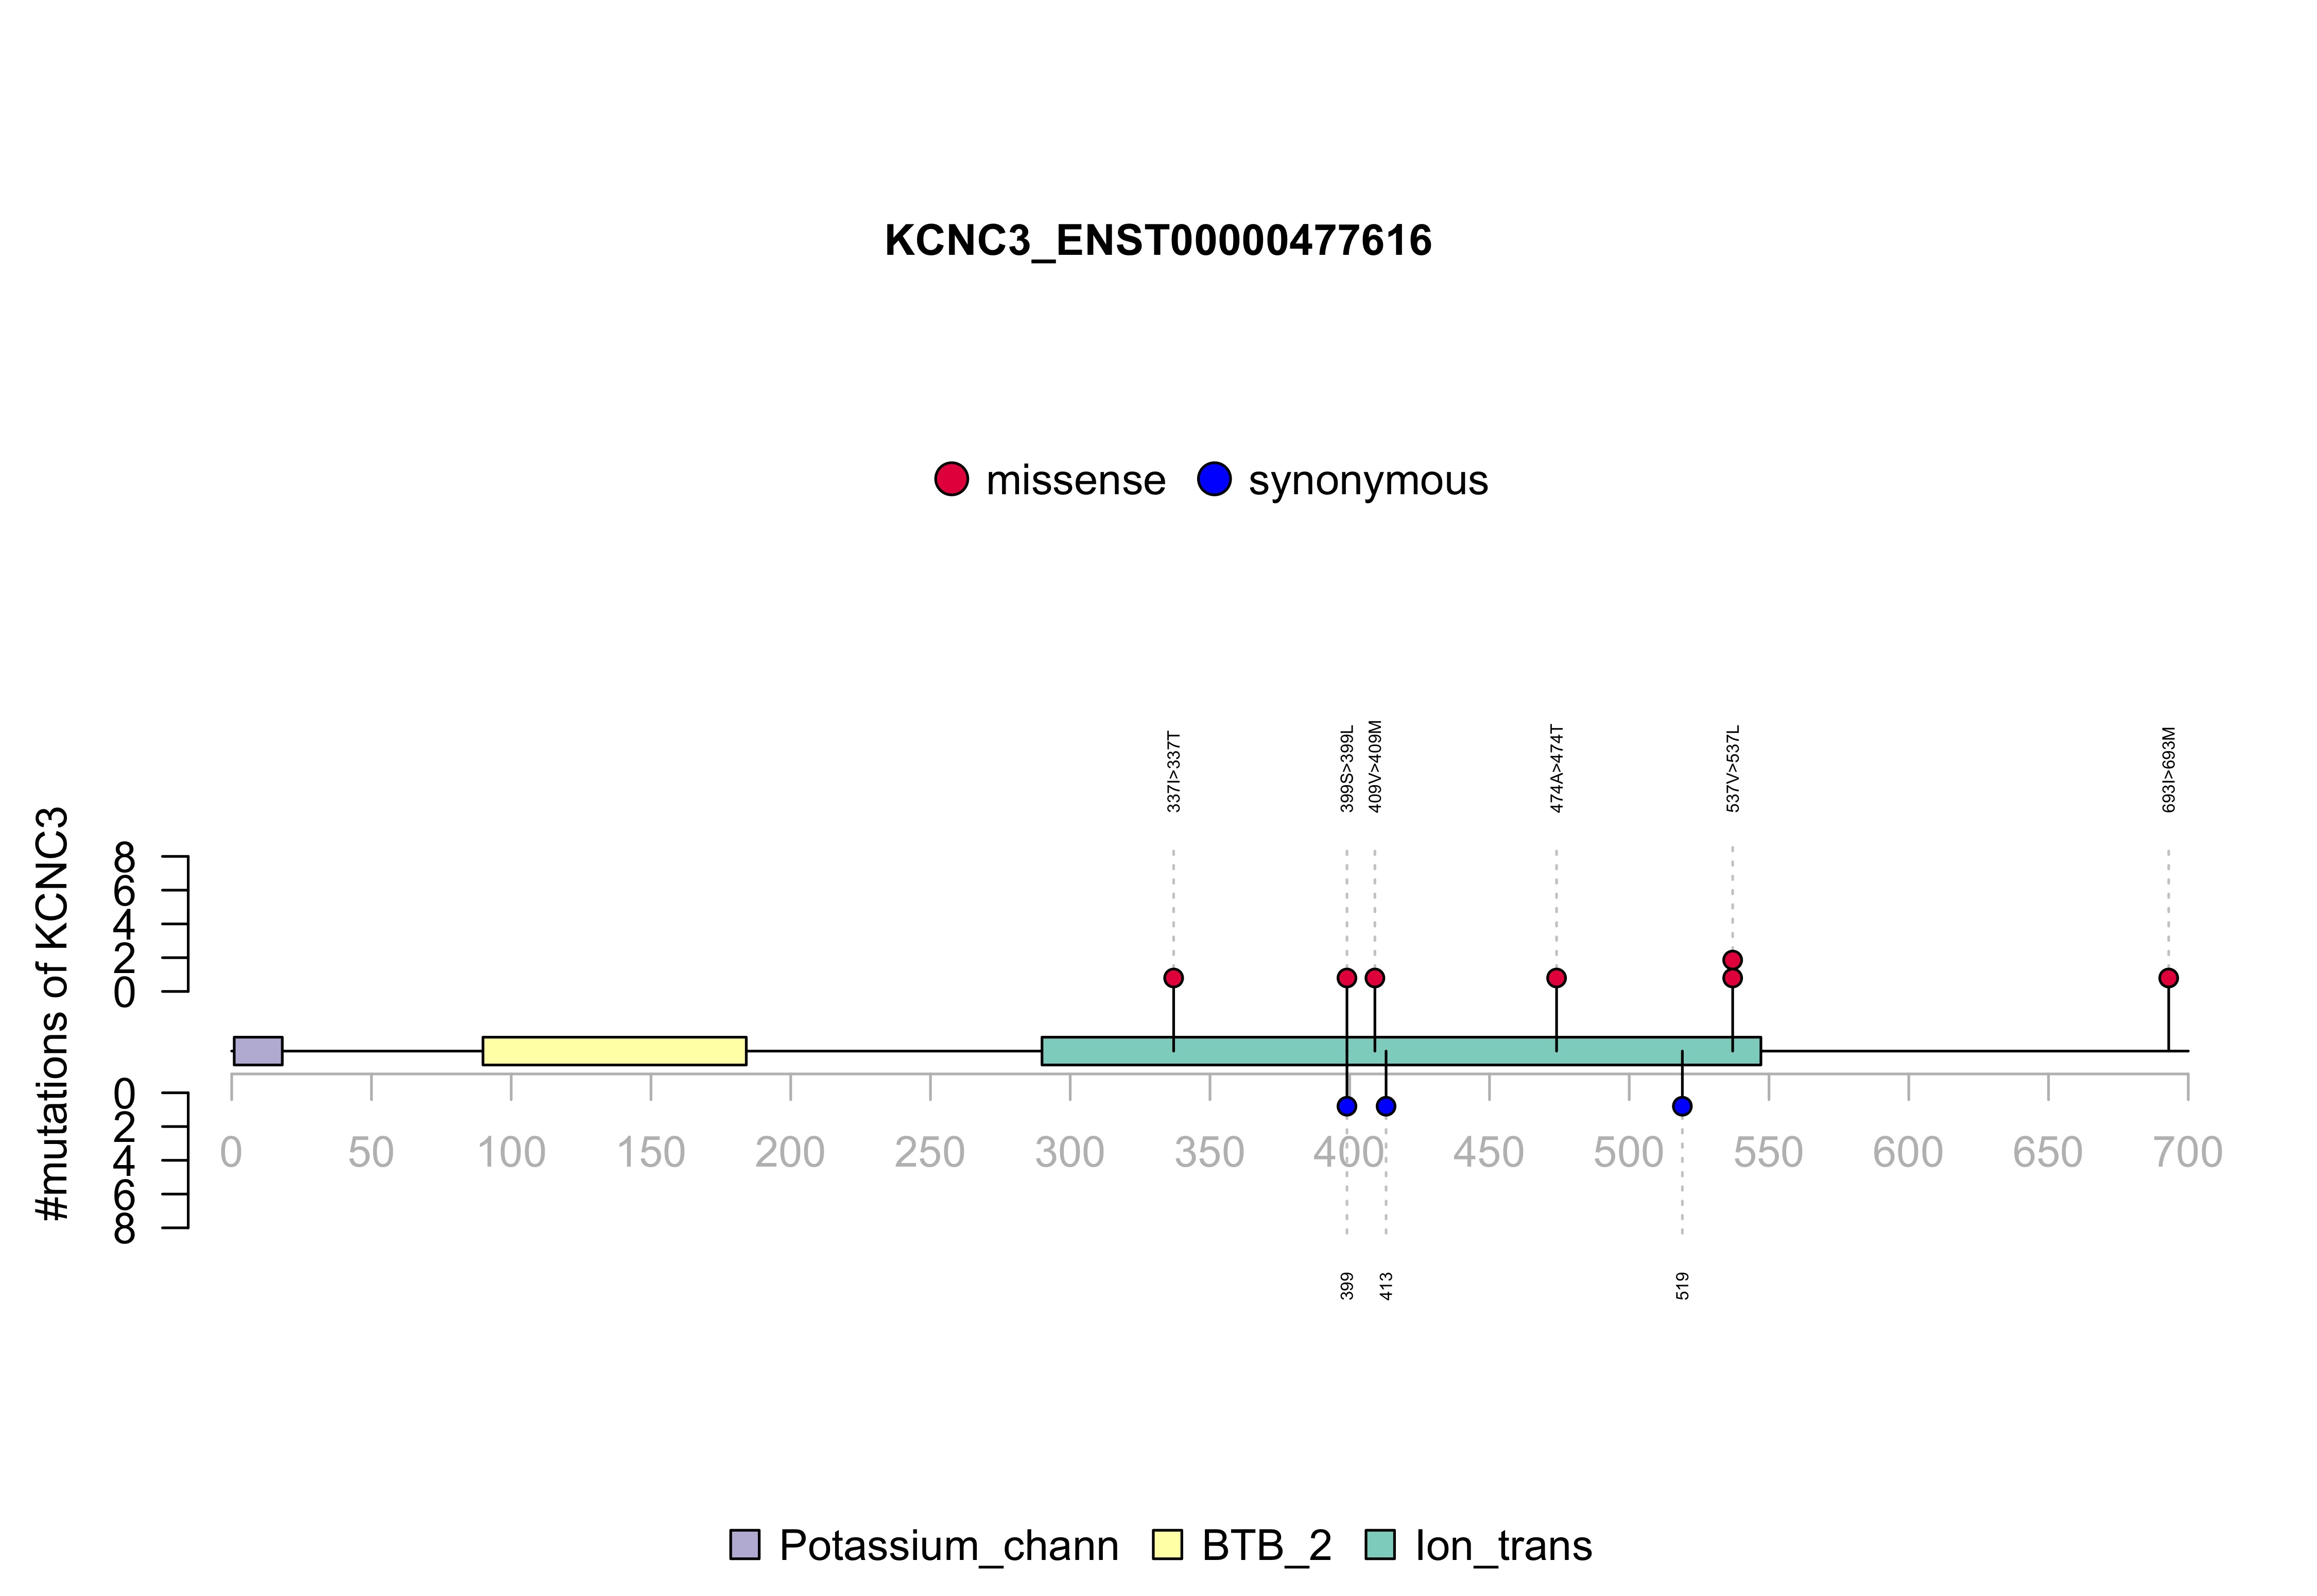 KCNC3_ENST00000477616
missense synonymous
337I>337T
399S>399L
409V>409M
474A>474T
537V>537L
693I>693M
#mutations of KCNC3
8
6
4
2
0
0
2
4
6
8
0 50 100 150 200 250 300 350 400 450 500 550 600 650 700
399
413
519
Potassium_chann BTB_2 Ion_trans